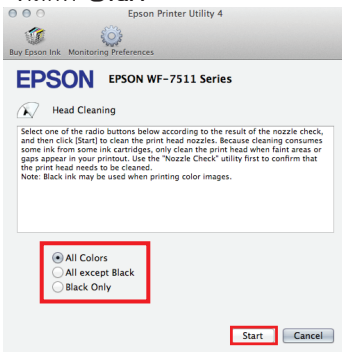 Epson Printer Utility 4
Buy Epson Ink Monitoring Preferences
EPSON EPSON WF-7511 Series
Head Cleaning
Select one of the radio buttons below according to the result of the nozzle check,
and then click [Start] to clean the print head nozzles. Because cleaning consumes
some ink from some ink cartridges, only clean the print head when faint areas or
gaps appear in your printout. Use the "Nozzle Check" utility first to confirm that
the print head needs to be cleaned.
Note: Black ink may be used when printing color images.
All Colors
All except Black
Black Only
Start Cancel